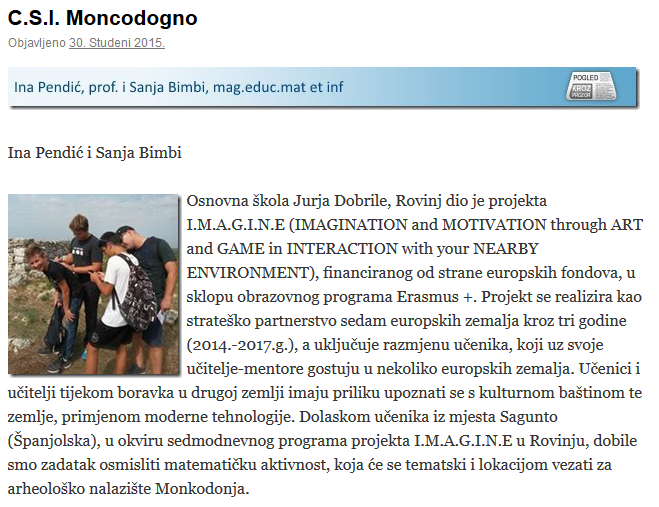 C.S.I. Moncodogno
Objavljeno 30. Studeni 2015.
Ina Pendić, prof. i Sanja Bimbi, mag.educ.mat et inf
POGLED
KROZ
PROZOR
Ina Pendić i Sanja Bimbi
Osnovna škola Jurja Dobrile, Rovinj dio je projekta
I.M.A.G.I.N.E (IMAGINATION and MOTIVATION through ART
and GAME in INTERACTION with your NEARBY
ENVIRONMENT), financiranog od strane europskih fondova, u
sklopu obrazovnog programa Erasmus +. Projekt se realizira kao
strateško partnerstvo sedam europskih zemalja kroz tri godine
(2014.-2017.g.), a uključuje razmjenu učenika, koji uz svoje
učitelje-mentore gostuju u nekoliko europskih zemalja. Učenici i
učitelji tijekom boravka u drugoj zemlji imaju priliku upoznati se s kulturnom baštinom te
zemlje, primjenom moderne tehnologije. Dolaskom učenika iz mjesta Sagunto
(Španjolska), u okviru sedmodnevnog programa projekta I.M.A.G.I.N.E u Rovinju, dobile
smo zadatak osmisliti matematičku aktivnost, koja će se tematski i lokacijom vezati za
arheološko nalazište Monkodonja.